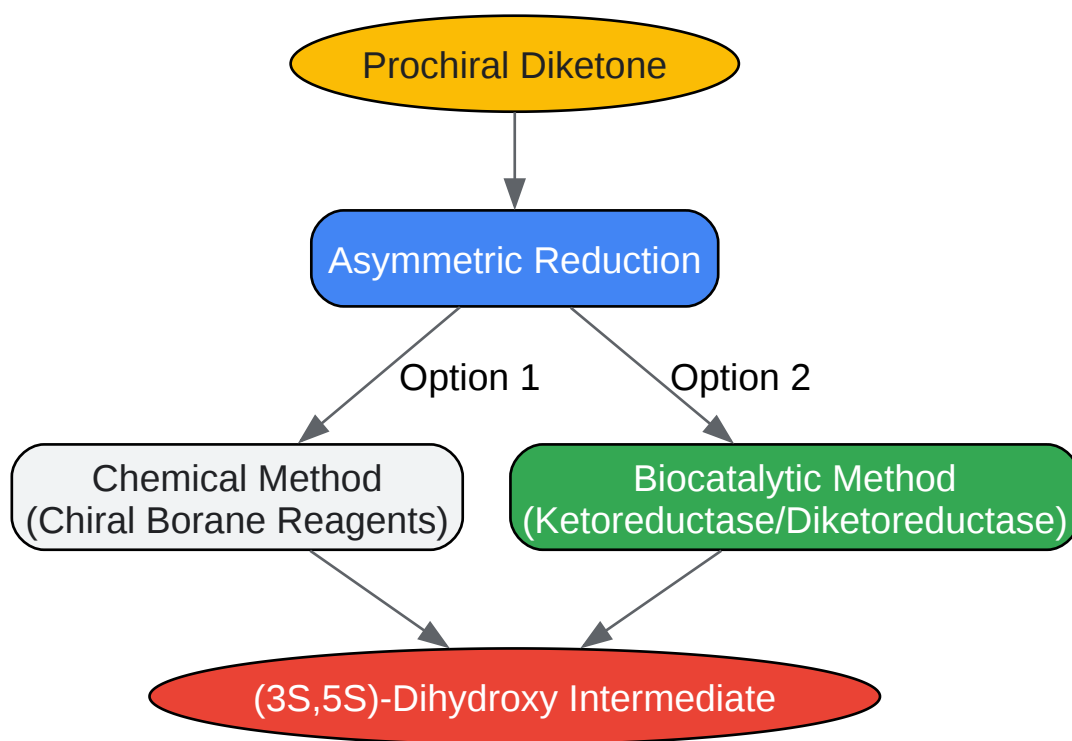 Prochiral Diketone
Asymmetric Reduction
Option 1
Option 2
Chemical Method
(Chiral Borane Reagents)
Biocatalytic Method
(Ketoreductase/Diketoreductase)
(3S,5S)-Dihydroxy Intermediate